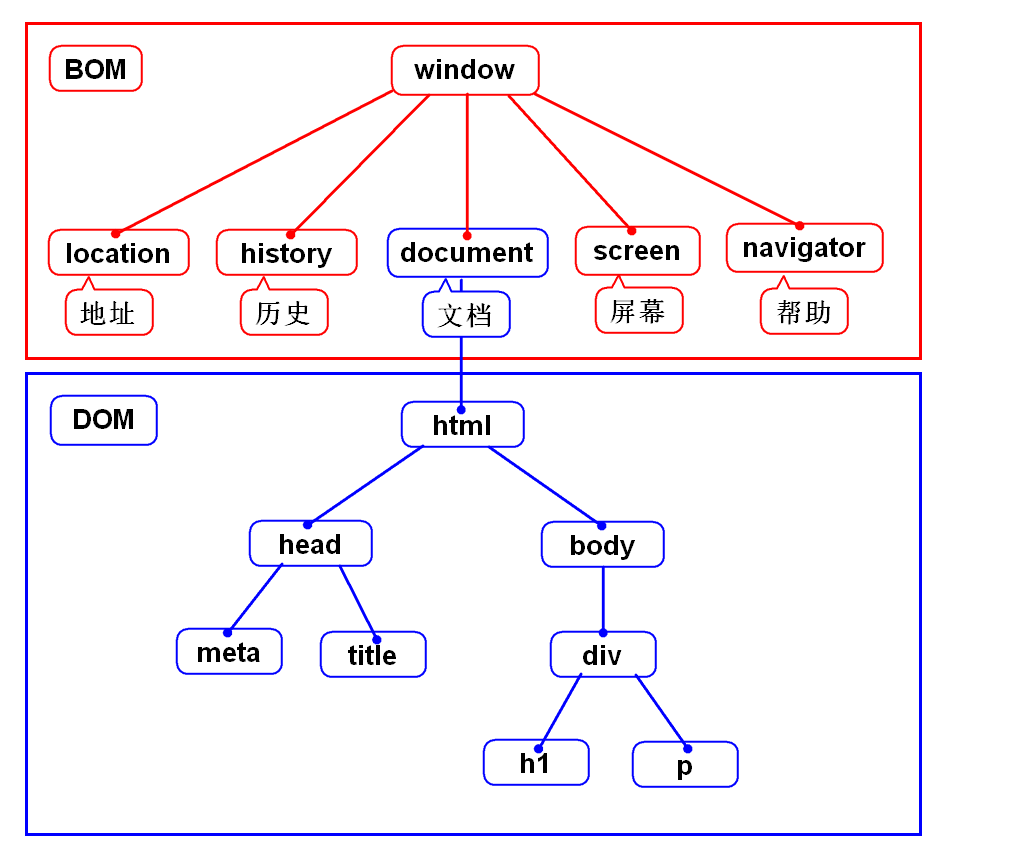 BOM
window
location
history
document
screen
navigator
地址
历史
文档
屏幕
帮助
DOM
html
head
body
meta
title
div
h1
p